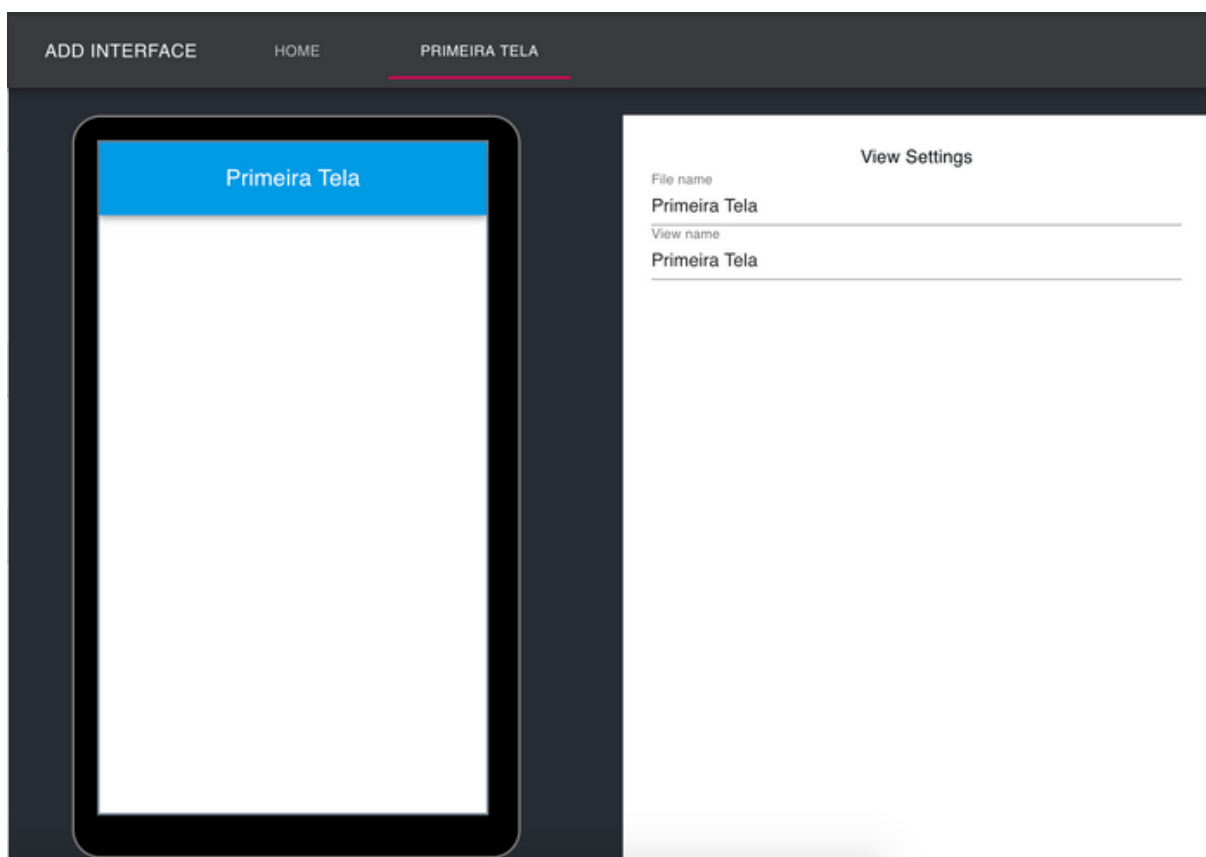 ADD INTERFACE HOME PRIMEIRA TELA
Primeira Tela
View Settings
File name
Primeira Tela
View name
Primeira Tela